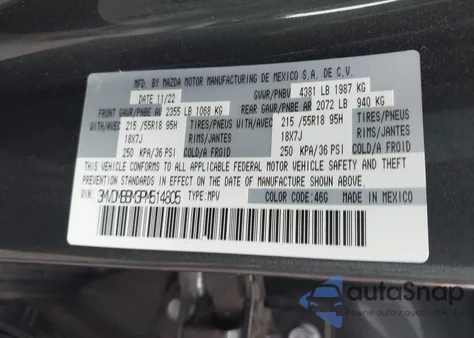 MFD. BY MAZDA MOTOR MANUFACTURING DE MEXICO S.A. DE C.V.
DATE 11/22 GVWR/PNBV 4381 LB 1987 KG
FRONT GAWR/PNBE AV 2355 LB 1068 KG REAR GAWR/PNBE AR 2072 LB 940 KG
WITH/AVEC 215 /55R18 95H TIRES/PNEUS WITH/AVEC 215 /55R18 95H TIRES/PNEUS
18X7J RIMS/JANTES 18X7J RIMS/JANTES
250 KPA/36 PSI COLD/A FROID 250 KPA/36 PSI COLD/A FROID
THIS VEHICLE CONFORMS TO ALL APPLICABLE FEDERAL MOTOR VEHICLE SAFETY AND THEFT
PREVENTION STANDARDS IN EFFECT ON THE DATE OF MANUFACTURE SHOWN ABOVE.
VIN: TYPE: MPV COLOR CODE: 46G MADE IN MEXICO
autoSnap